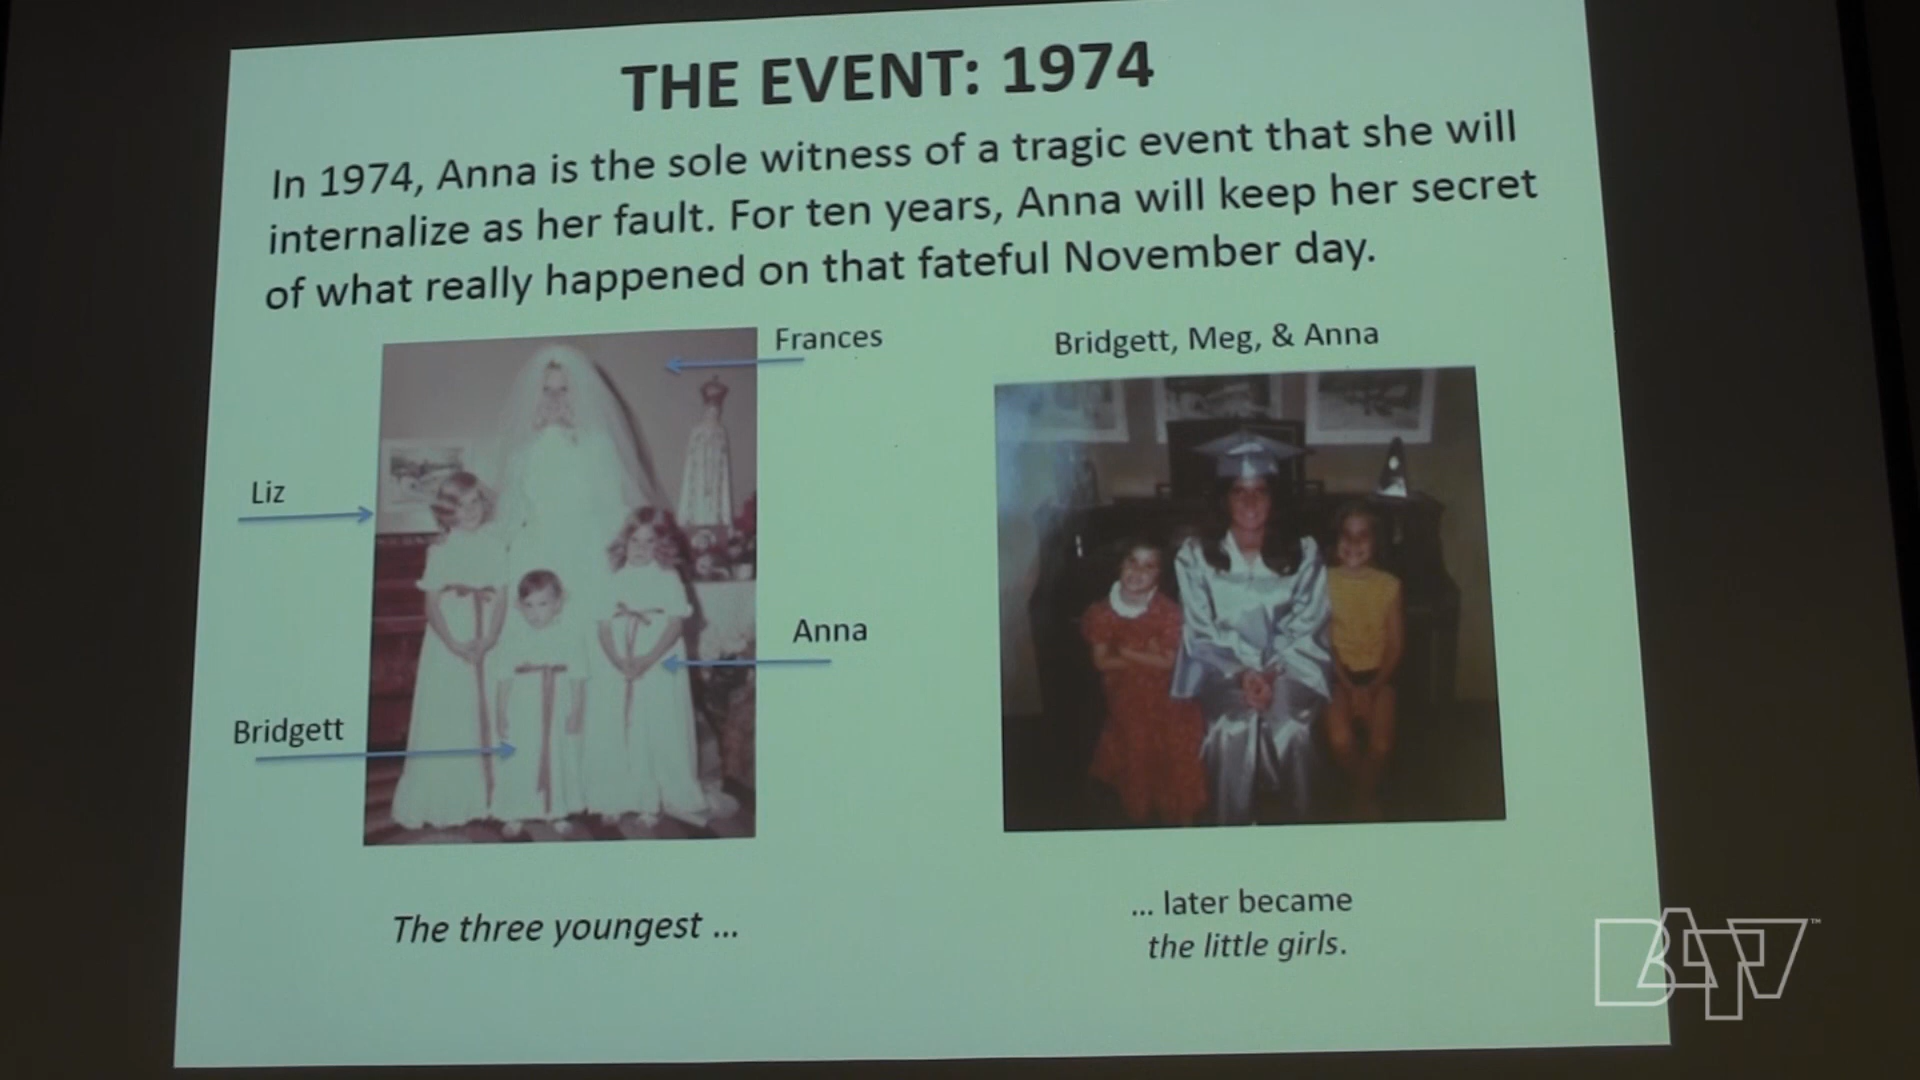 THE EVENT: 1974
In 1974, Anna is the sole witness of a tragic event that she will
internalize as her fault. For ten years, Anna will keep her secret
of what really happened on that fateful November day.
Frances
Bridgett, Meg, & Anna
Liz
Anna
Bridgett
The three youngest ...
... later became
the little girls.
BATV™